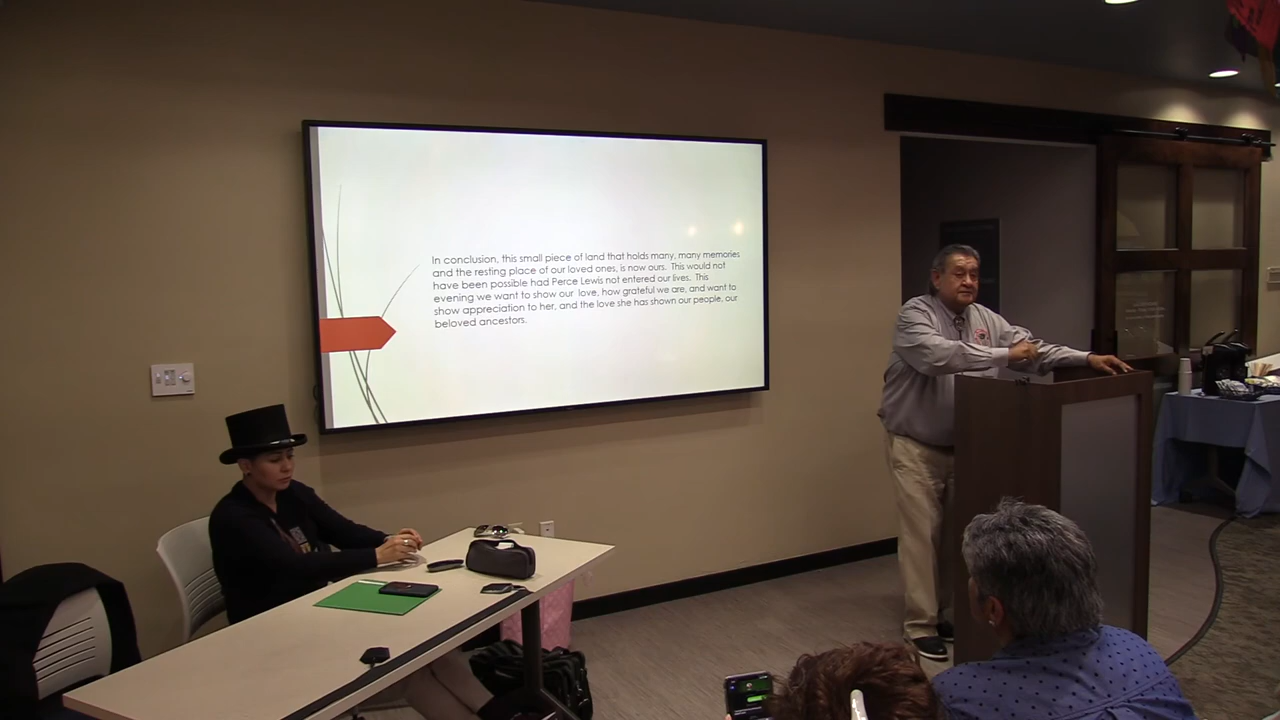 In conclusion, this small piece of land that holds many, many memories
and the resting place of our loved ones, is now ours. This would not
have been possible had Perce Lewis not entered our lives. This
evening we want to show our love, how grateful we are, and want to
show appreciation to her, and the love she has shown our people, our
beloved ancestors.